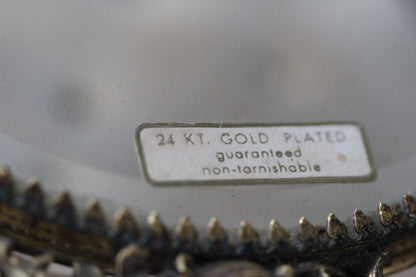 24 KT. GOLD PLATED
guaranteed
non-tarnishable